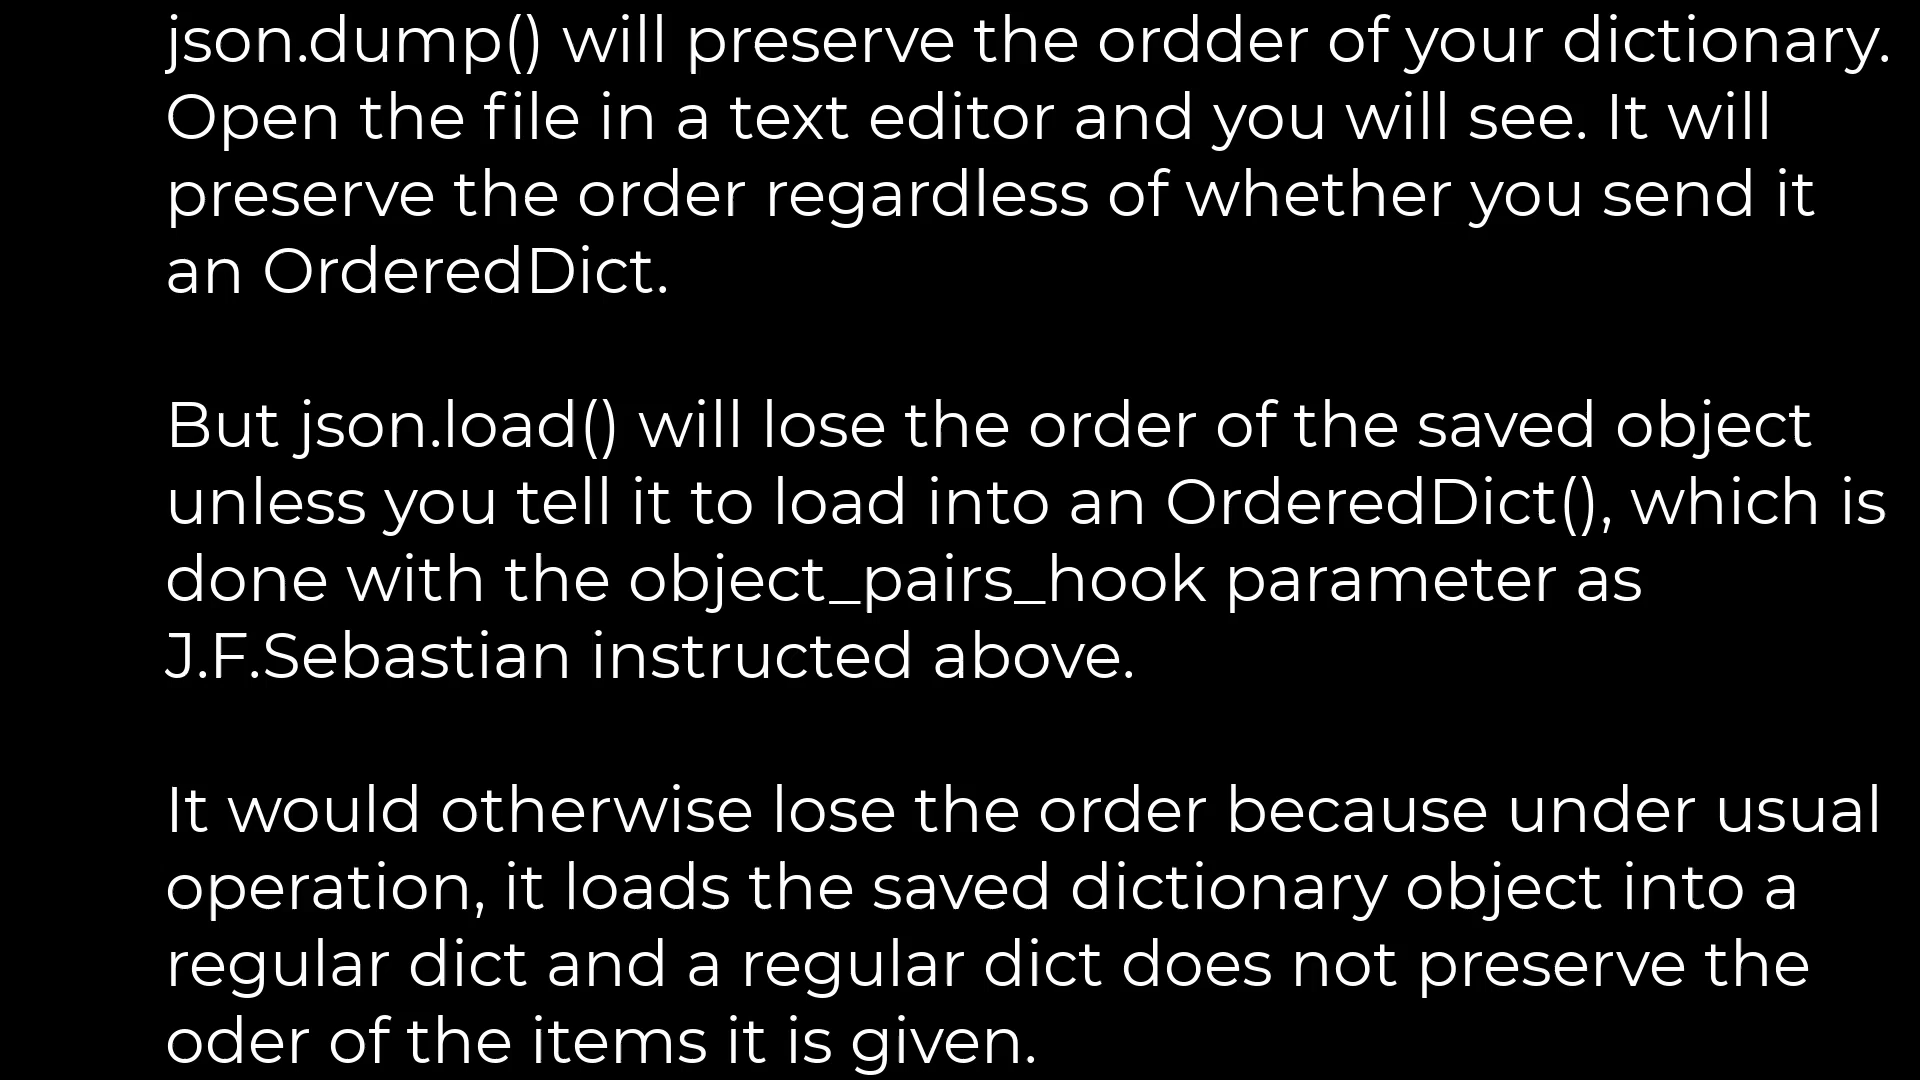 json.dump() will preserve the ordder of your dictionary.
Open the file in a text editor and you will see. It will
preserve the order regardless of whether you send it
an OrderedDict.
But json.load() will lose the order of the saved object
unless you tell it to load into an OrderedDict(), which is
done with the object_pairs_hook parameter as
J.F.Sebastian instructed above.
It would otherwise lose the order because under usual
operation, it loads the saved dictionary object into a
regular dict and a regular dict does not preserve the
oder of the items it is given.